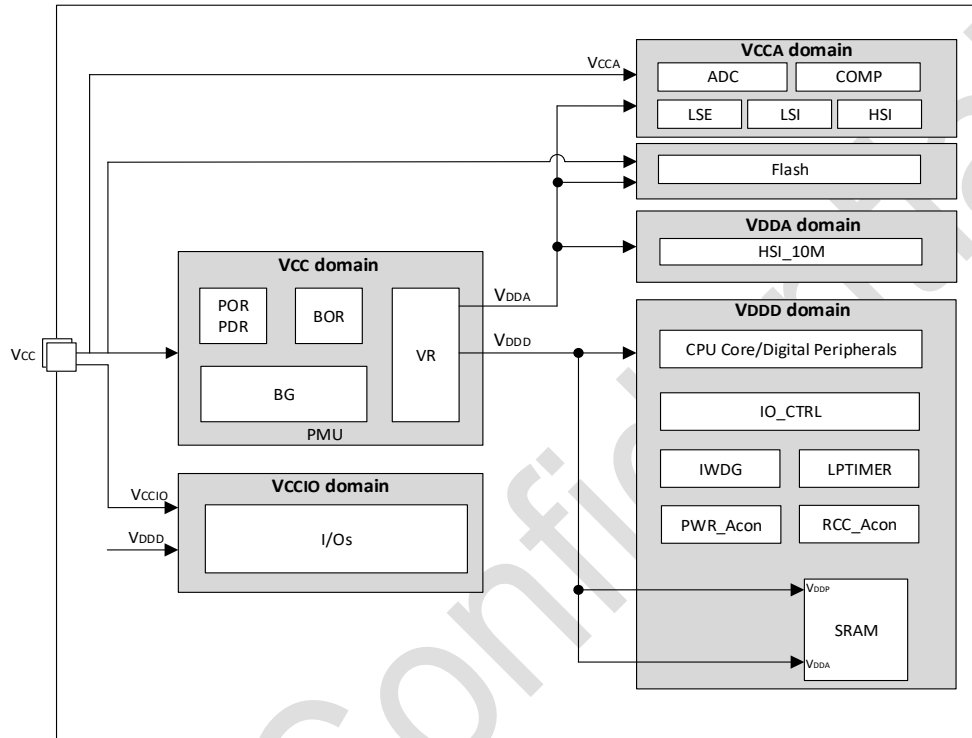 VCCA domain
VCCA
ADC
COMP
LSE
LSI
HSI
Flash
VDDA domain
HSI_10M
VCC domain
POR
PDR
BOR
VR
BG
PMU
VDDA
VDDD
VCC
VDDD domain
CPU Core/Digital Peripherals
IO_CTRL
IWDG
LPTIMER
PWR_Acon
RCC_Acon
VDDP
SRAM
VDDA
VCCIO domain
VCCIO
VDDD
I/Os
Confidential